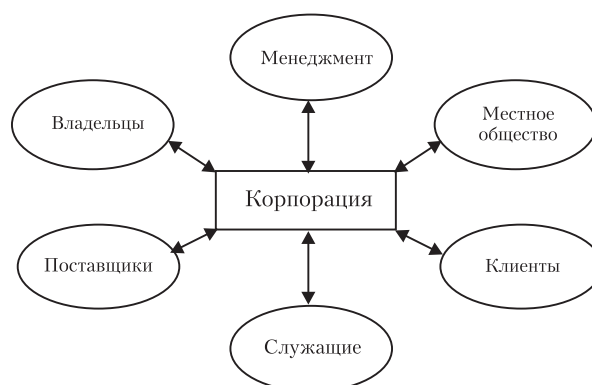 Менеджмент
Владельцы
Местное
общество
Корпорация
Поставщики
Клиенты
Служащие